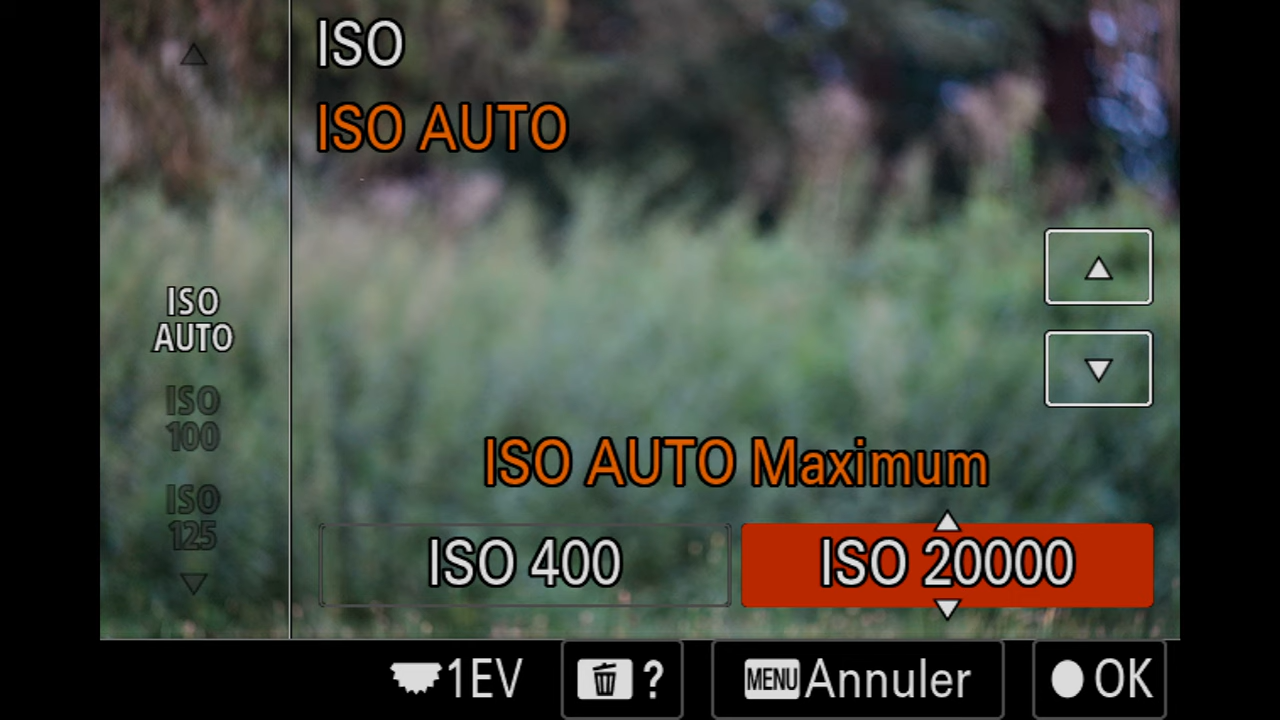 ISO
ISO AUTO
ISO
AUTO
ISO
100
ISO
125
ISO AUTO Maximum
ISO 400
ISO 20000
1EV
?
MENU Annuler
OK